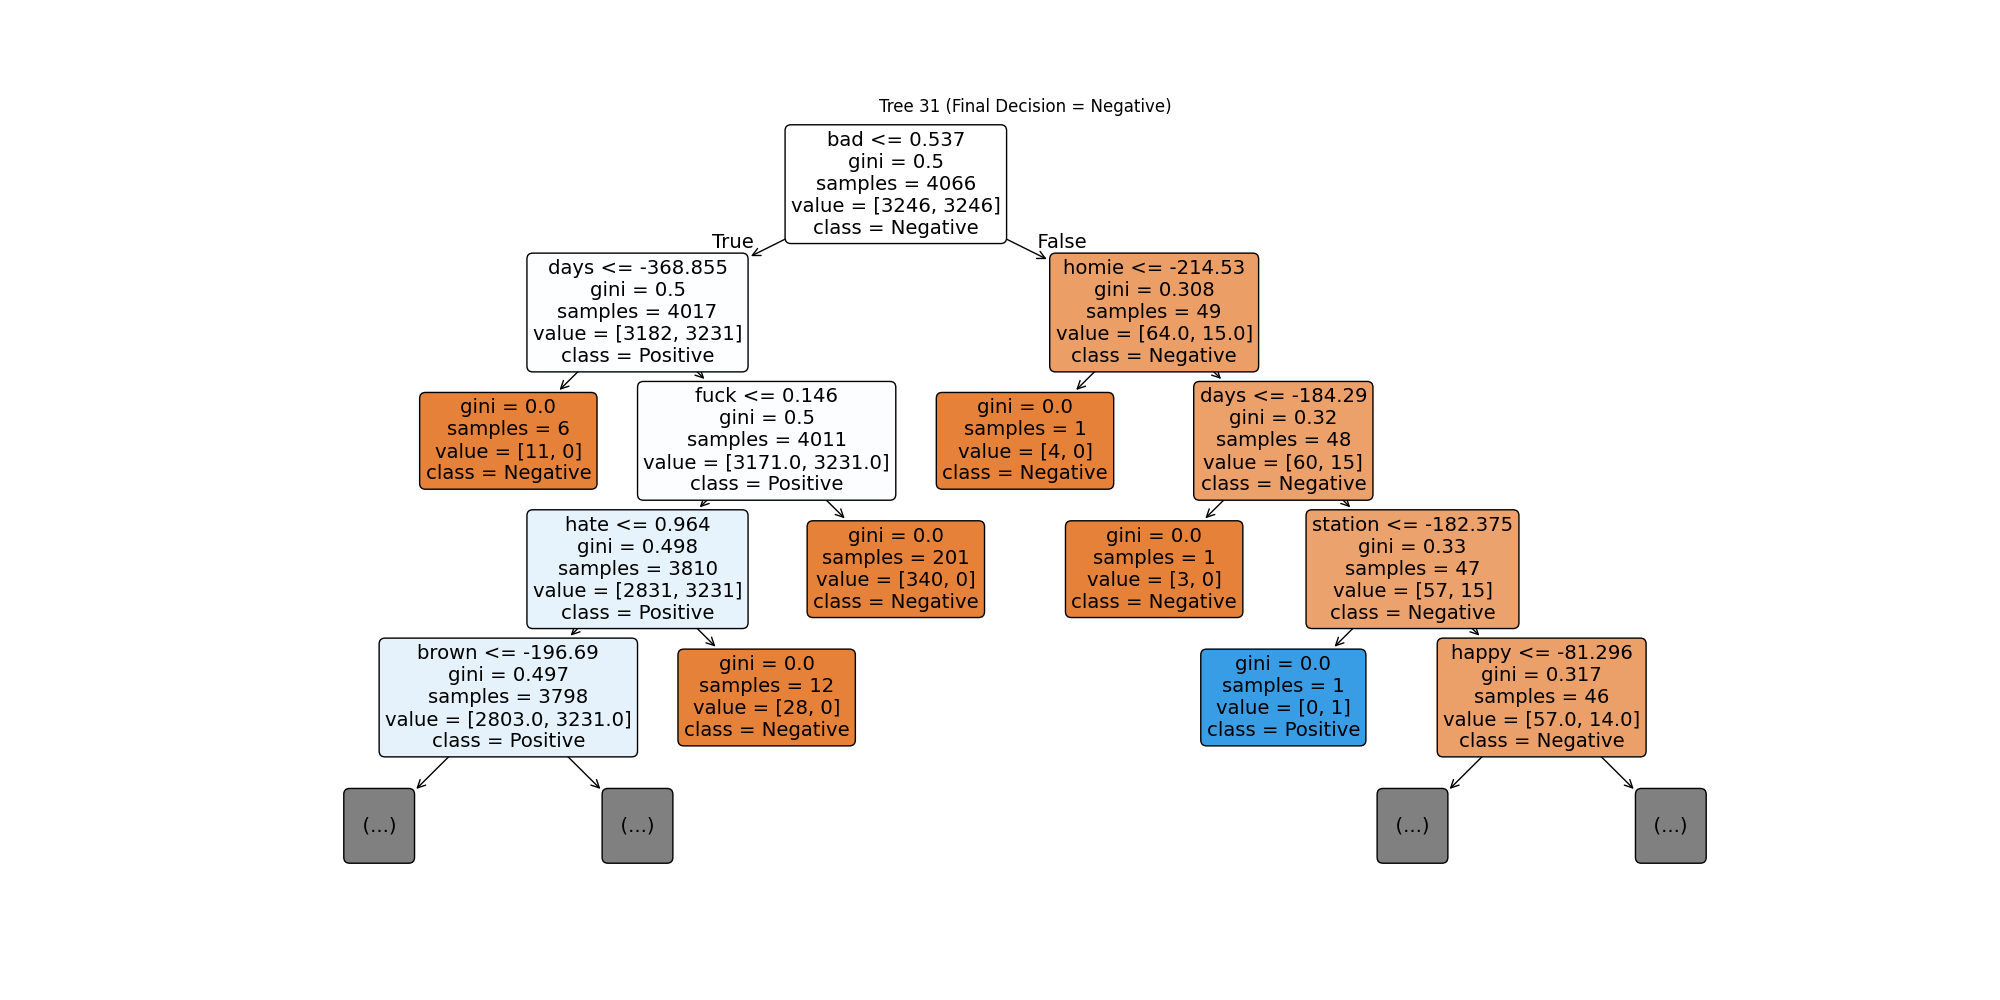 Tree 31 (Final Decision = Negative)
bad <= 0.537
gini = 0.5
samples = 4066
value = [3246, 3246]
class = Negative
True
False
days <= -368.855
gini = 0.5
samples = 4017
value = [3182, 3231]
class = Positive
homie <= -214.53
gini = 0.308
samples = 49
value = [64.0, 15.0]
class = Negative
gini = 0.0
samples = 6
value = [11, 0]
class = Negative
fuck <= 0.146
gini = 0.5
samples = 4011
value = [3171.0, 3231.0]
class = Positive
gini = 0.0
samples = 1
value = [4, 0]
class = Negative
days <= -184.29
gini = 0.32
samples = 48
value = [60, 15]
class = Negative
hate <= 0.964
gini = 0.498
samples = 3810
value = [2831, 3231]
class = Positive
gini = 0.0
samples = 201
value = [340, 0]
class = Negative
gini = 0.0
samples = 1
value = [3, 0]
class = Negative
station <= -182.375
gini = 0.33
samples = 47
value = [57, 15]
class = Negative
brown <= -196.69
gini = 0.497
samples = 3798
value = [2803.0, 3231.0]
class = Positive
gini = 0.0
samples = 12
value = [28, 0]
class = Negative
gini = 0.0
samples = 1
value = [0, 1]
class = Positive
happy <= -81.296
gini = 0.317
samples = 46
value = [57.0, 14.0]
class = Negative
(...)
(...)
(...)
(...)